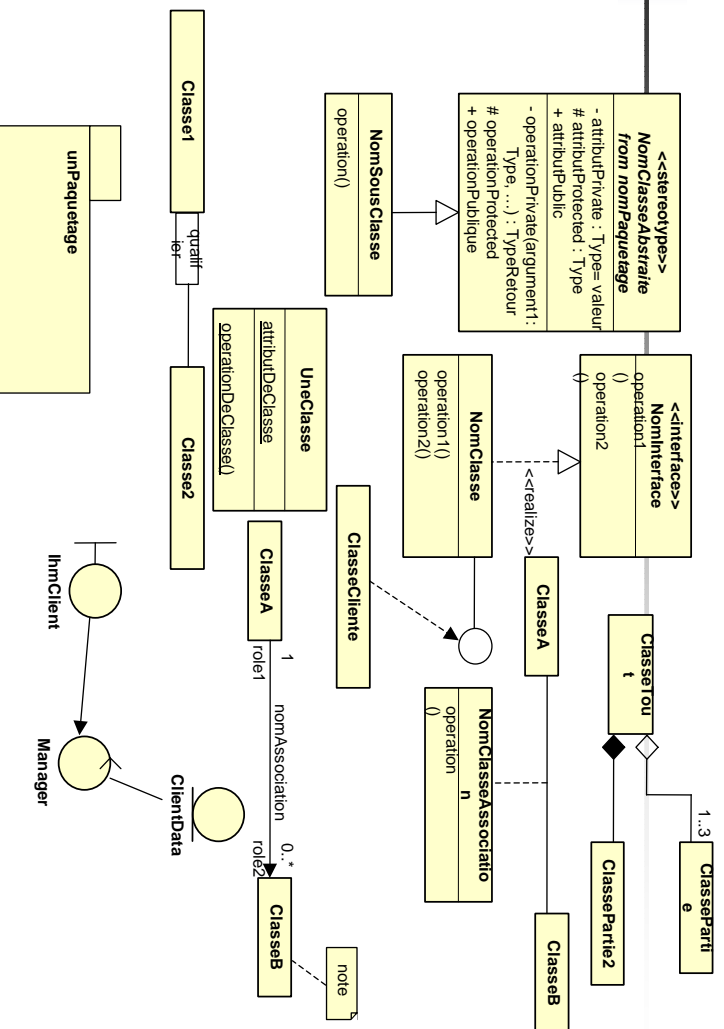 <<stereotype>>
NomClasseAbstraite
from nomPaquetage
- attributPrivate : Type= valeur
# attributProtected : Type
+ attributPublic
- operationPrivate(argument1:
Type, ...) : TypeRetour
# operationProtected
+ operationPublique
<<interface>>
NomInterface
operation1
()
operation2
()
ClasseTou
t
1..3
ClasseParti
e
ClassePartie2
NomSousClasse
operation()
NomClasse
operation1()
operation2()
<<realize>>
ClasseA
ClasseB
NomClasseAssociatio
n
operation
()
ClasseCliente
UneClasse
attributDeClasse
operationDeClasse()
ClasseA
1
role1
nomAssociation
0..*
role2
ClasseB
note
Classe1
qualif
ier
Classe2
unPaquetage
IhmClient
Manager
ClientData